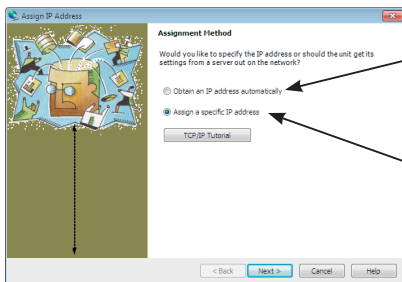 Assign IP Address
Assignment Method
Would you like to specify the IP address or should the unit get its
settings from a server out on the network?
Obtain an IP address automatically
Assign a specific IP address
TCP/IP Tutorial
< Back
Next >
Cancel
Help